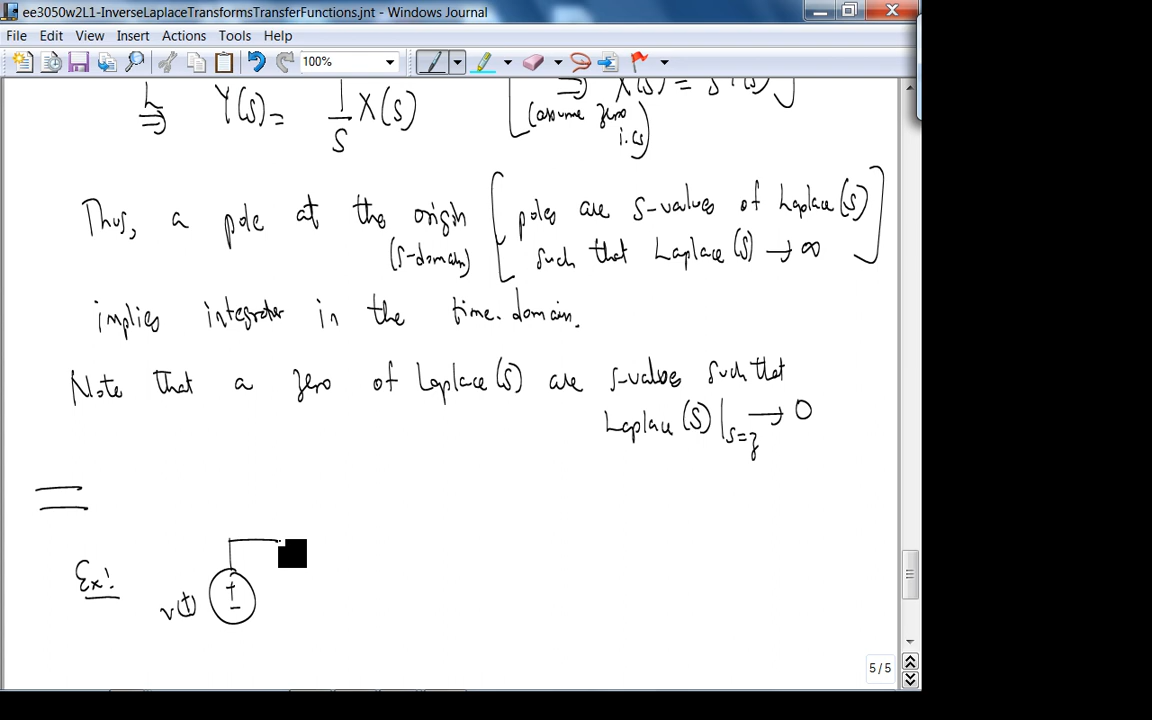 ee3050w2L1-InverseLaplaceTransformsTransferFunctions.jnt - Windows Journal
File Edit View Insert Actions Tools Help
100%
L ⇒ Y(s) = 1/s X(s) [ ⇒ X(s) = s Y(s) ]
(assume zero
i.cs)
Thus, a pole at the origin [ poles are s-values of Laplace(s)
(s-domain) such that Laplace(s) → ∞ ]
implies integrator in the time-domain.
Note that a zero of Laplace(s) are s-values such that
Laplace(s)|s=z → 0
Ex:
v(t) + -
5 / 5